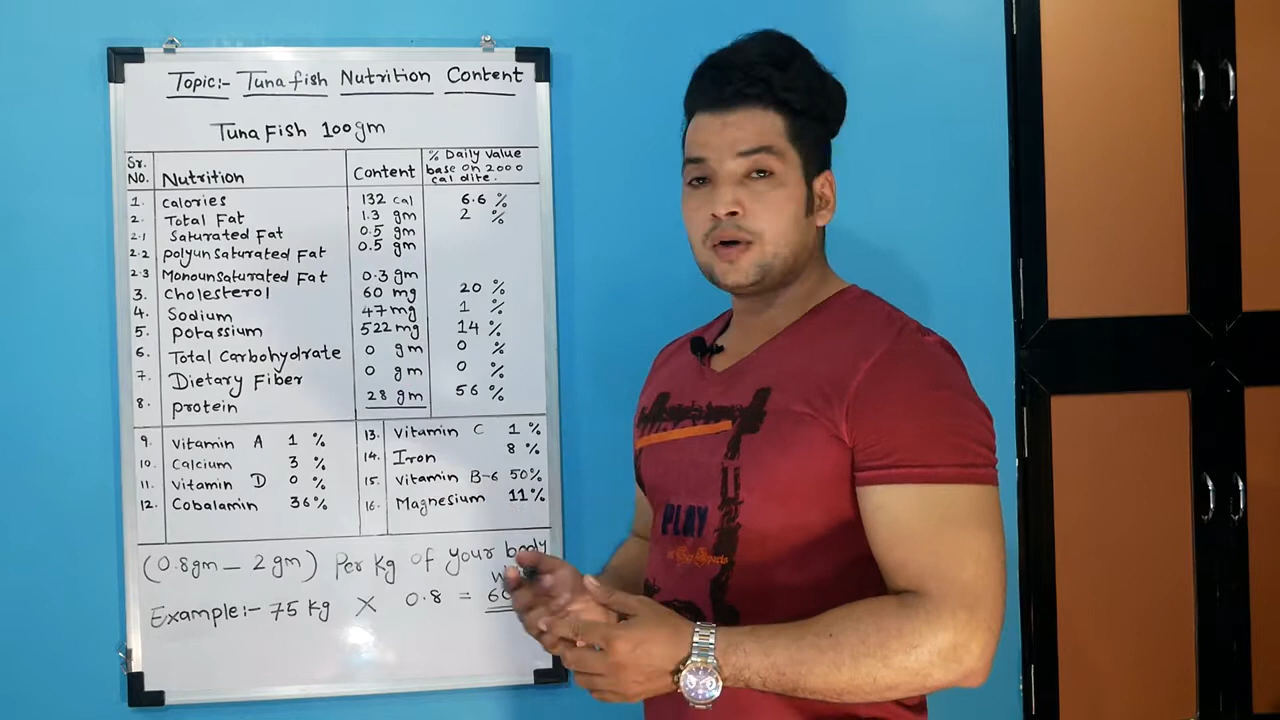 Topic:- Tuna fish Nutrition Content
Tuna Fish 100gm
Sr. No. Nutrition Content % Daily Value base on 2000 cal dite.
1. calories 132 cal 6.6 %
2. Total Fat 1.3 gm 2 %
2.1 Saturated Fat 0.5 gm
2.2 polyunSaturated Fat 0.5 gm
2.3 MonounSaturated Fat 0.3 gm
3. Cholesterol 60 mg 20 %
4. Sodium 47 mg 1 %
5. potassium 522 mg 14 %
6. Total Carbohydrate 0 gm 0 %
7. Dietary Fiber 0 gm 0 %
8. protein 28 gm 56 %
9. Vitamin A 1 % 13. Vitamin C 1 %
10. Calcium 3 % 14. Iron 8 %
11. Vitamin D 0 % 15. Vitamin B-6 50%
12. Cobalamin 36% 16. Magnesium 11%
(0.8gm - 2 gm) Per Kg of your body
Example:- 75 kg X 0.8 =
PLAY